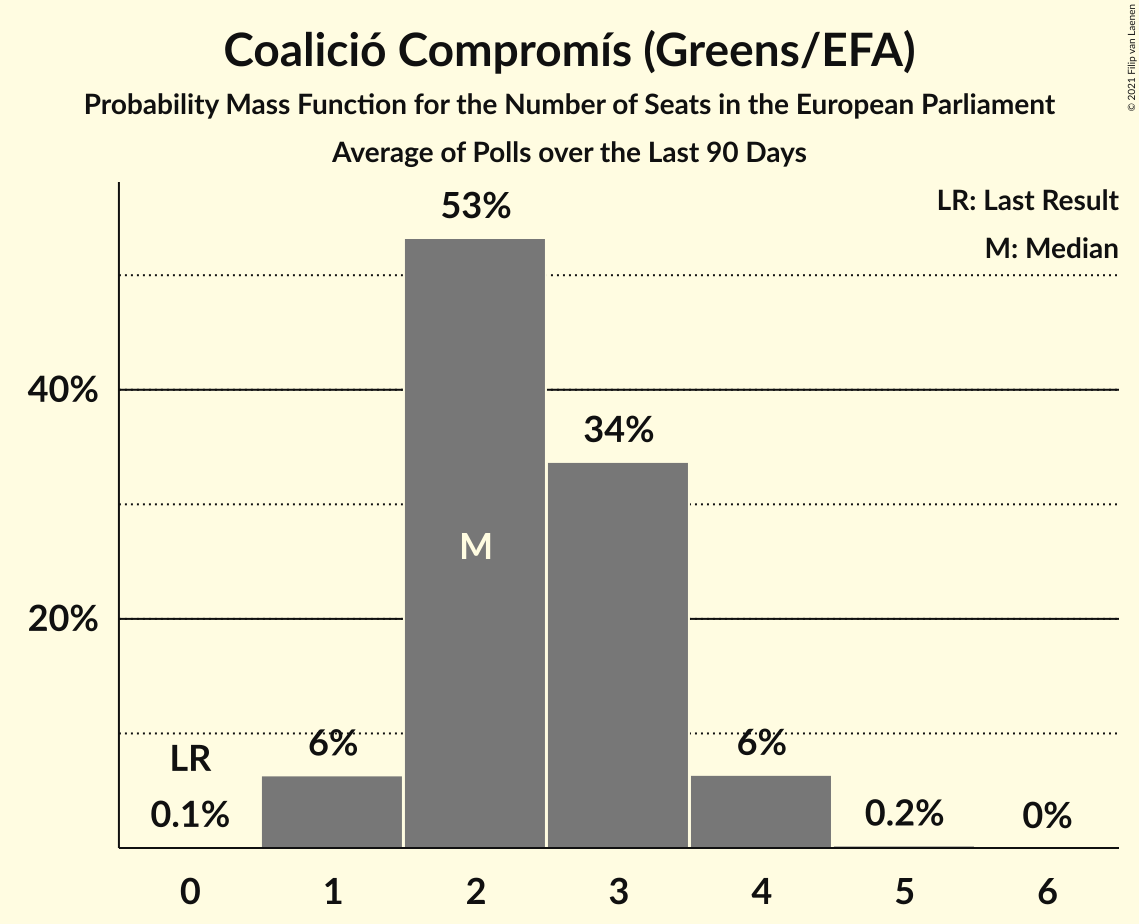 Coalició Compromís (Greens/EFA)
Probability Mass Function for the Number of Seats in the European Parliament
Average of Polls over the Last 90 Days
© 2021 Filip van Laenen
LR: Last Result
M: Median
53%
40%
34%
M
20%
6%
6%
LR
0.1%
0.2%
0%
0 1 2 3 4 5 6